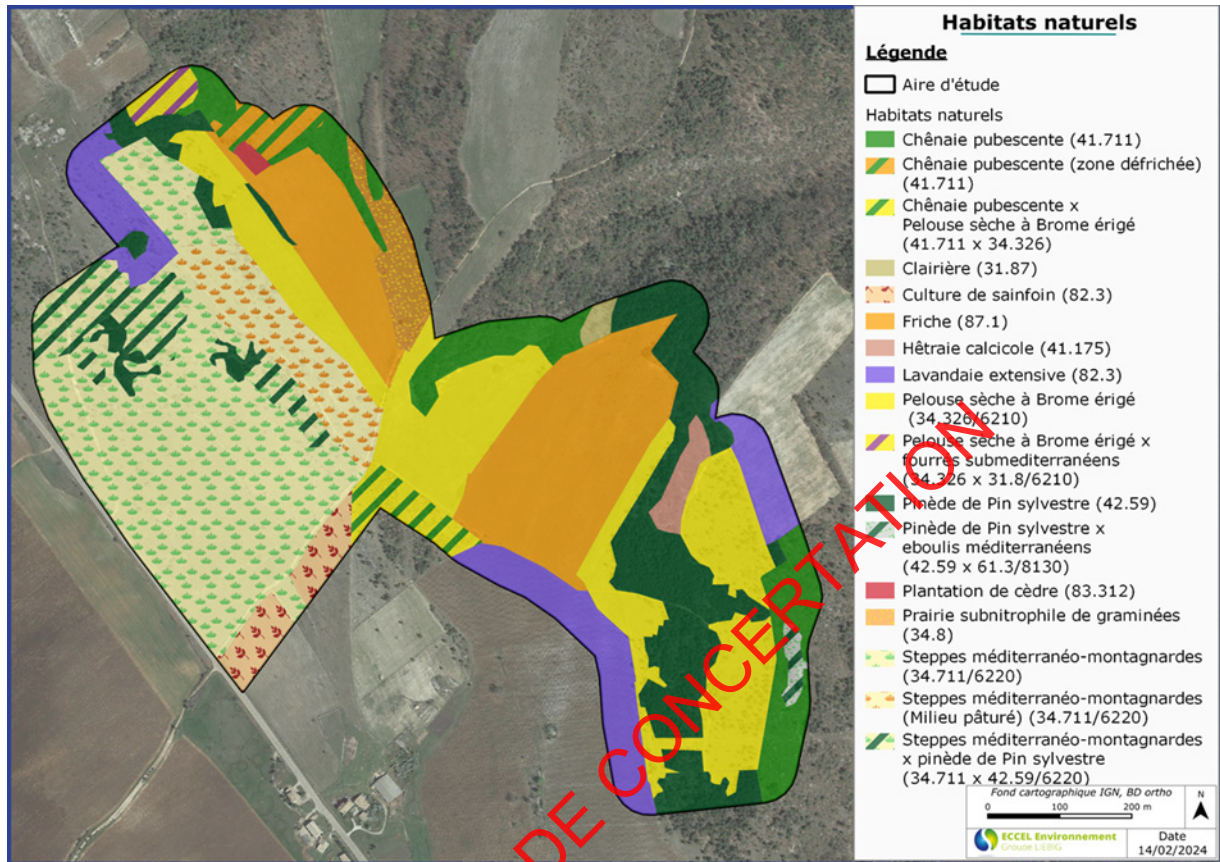 Habitats naturels
Légende
Aire d'étude
Habitats naturels
Chênaie pubescente (41.711)
Chênaie pubescente (zone défrichée)
(41.711)
Chênaie pubescente x
Pelouse sèche à Brome érigé
(41.711 x 34.326)
Clairière (31.87)
Culture de sainfoin (82.3)
Friche (87.1)
Hêtraie calcicole (41.175)
Lavandaie extensive (82.3)
Pelouse sèche à Brome érigé
(34.326/6210)
Pelouse sèche à Brome érigé x
fourrés submediterranéens
(34.326 x 31.8/6210)
Pinède de Pin sylvestre (42.59)
Pinède de Pin sylvestre x
eboulis méditerranéens
(42.59 x 61.3/8130)
Plantation de cèdre (83.312)
Prairie subnitrophile de graminées
(34.8)
Steppes méditerranéo-montagnardes
(34.711/6220)
Steppes méditerranéo-montagnardes
(Milieu pâturé) (34.711/6220)
Steppes méditerranéo-montagnardes
x pinède de Pin sylvestre
(34.711 x 42.59/6220)
Fond cartographique IGN, BD ortho
0 100 200 m
N
ECCEL Environnement
Groupe LIEBIG
Date
14/02/2024
DE CONCERTATION